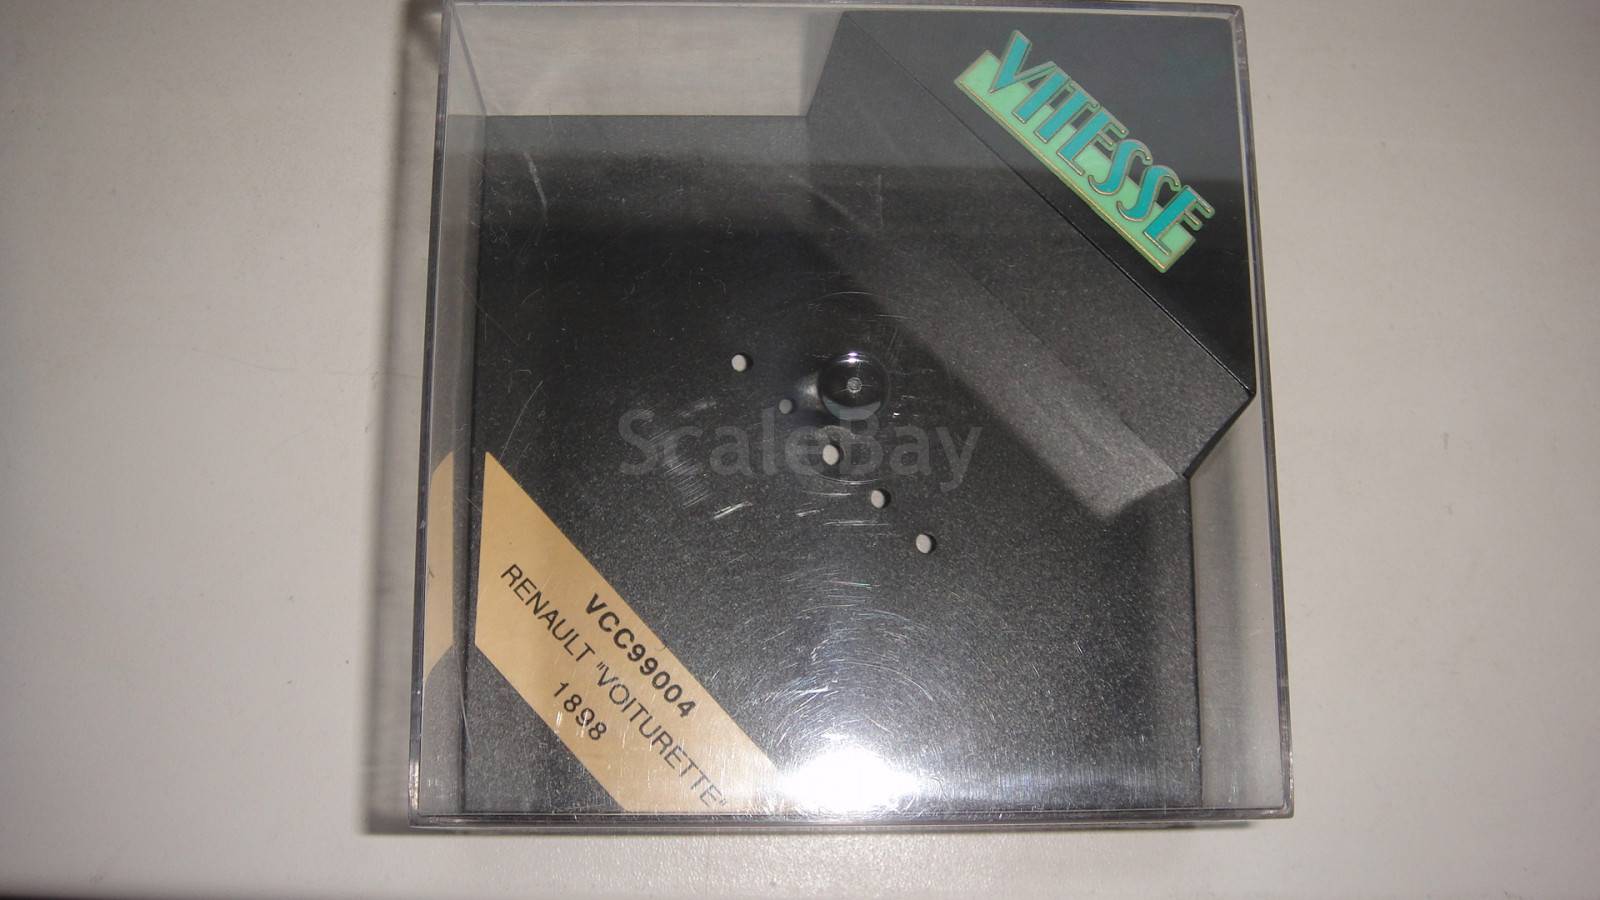 VITESSE
ScaleBay
VCC99004
RENAULT "VOITURETTE"
1898